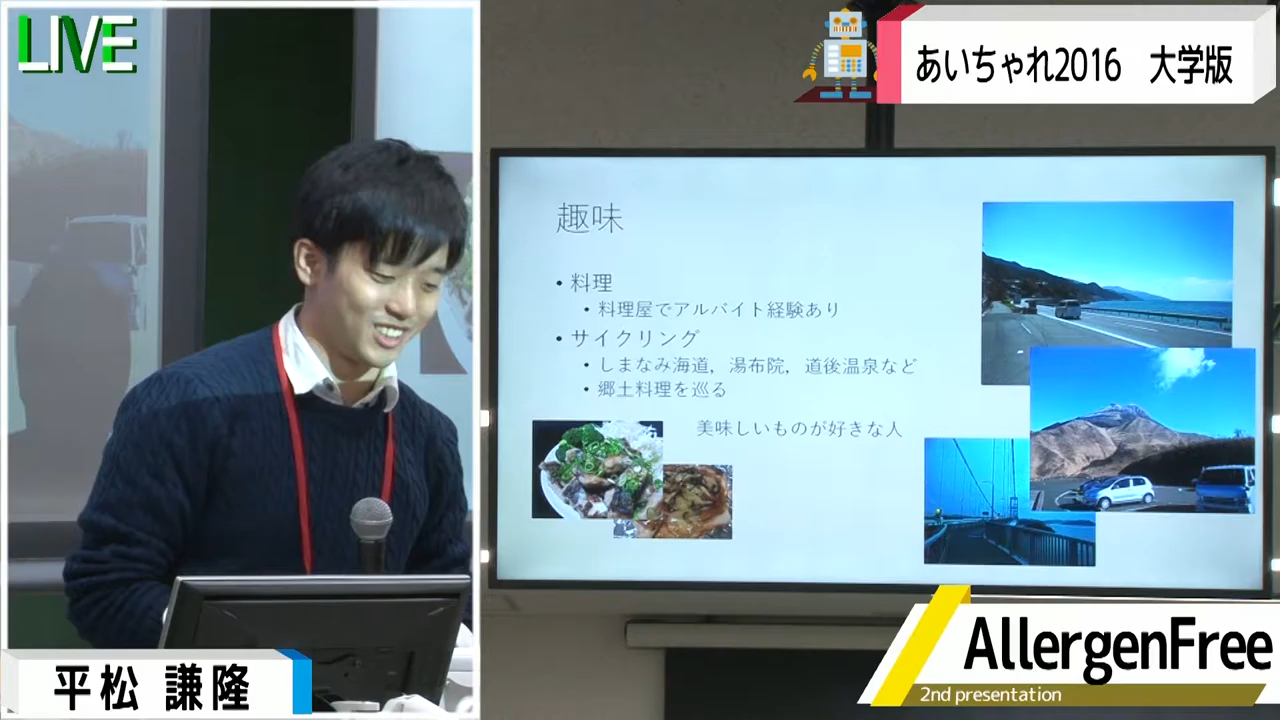 LIVE
あいちゃれ2016 大学版
趣味
• 料理
• 料理屋でアルバイト経験あり
• サイクリング
• しまなみ海道，湯布院，道後温泉など
• 郷土料理を巡る
美味しいものが好きな人
平松 謙隆
AllergenFree
2nd presentation